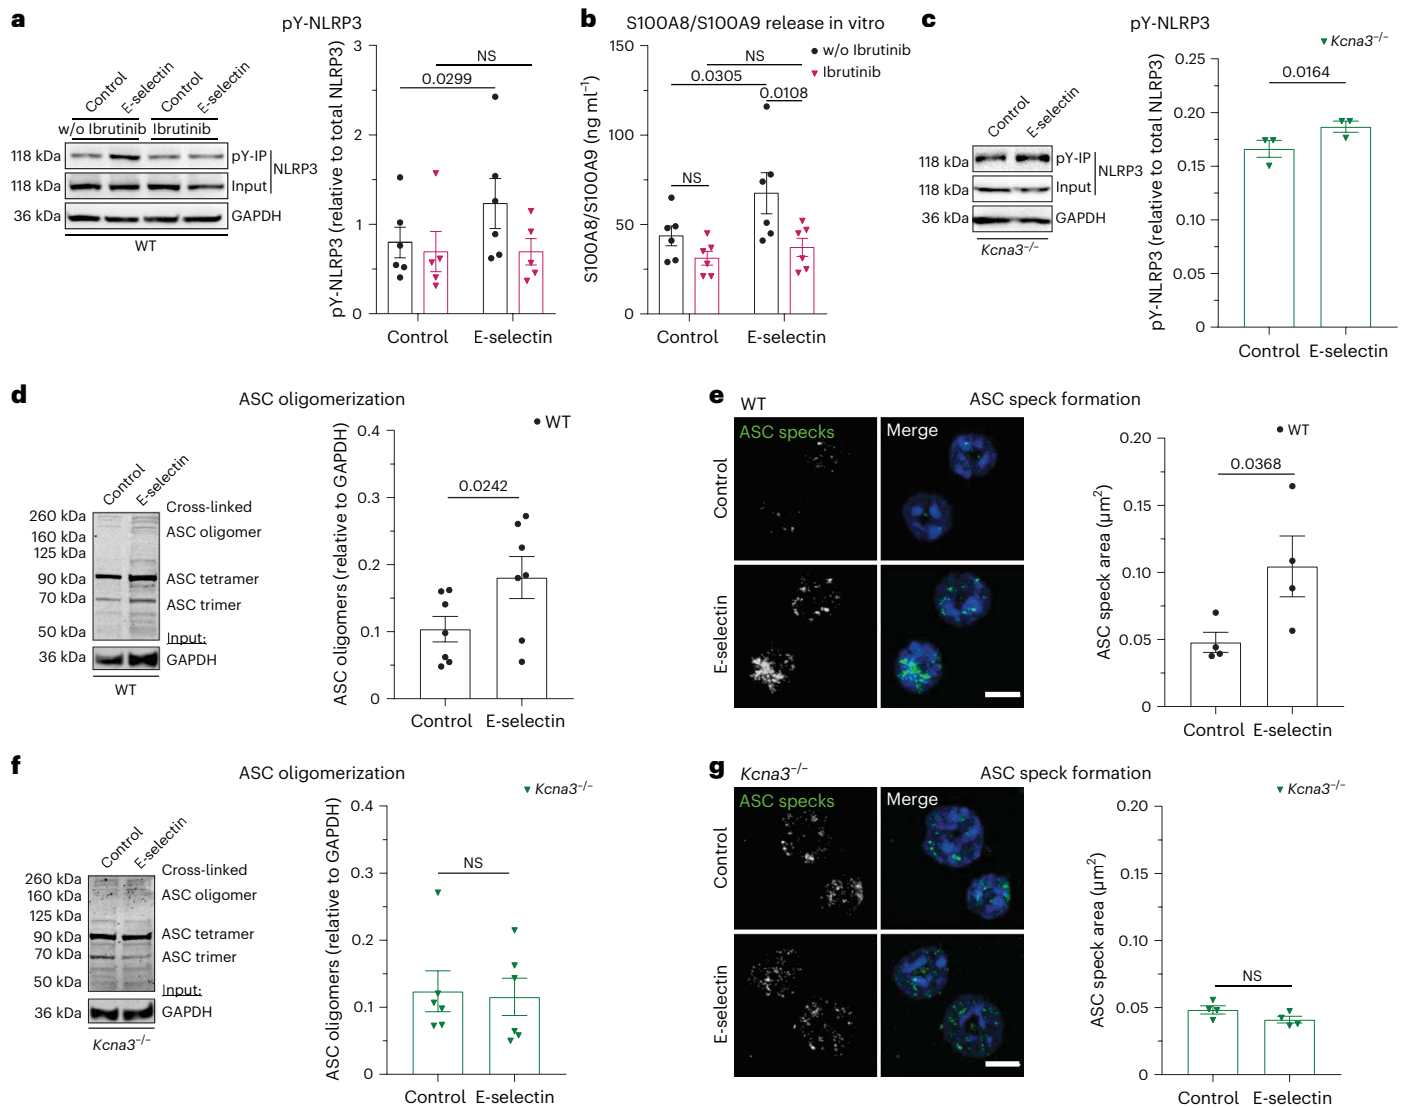 a
pY-NLRP3
Control
E-selectin
Control
E-selectin
w/o Ibrutinib
Ibrutinib
118 kDa
pY-IP
118 kDa
Input
NLRP3
36 kDa
GAPDH
WT
pY-NLRP3 (relative to total NLRP3)
3
2
1
0
0.0299
NS
Control
E-selectin
b
S100A8/S100A9 release in vitro
S100A8/S100A9 (ng ml⁻¹)
150
100
50
0
NS
0.0305
0.0108
NS
w/o Ibrutinib
Ibrutinib
Control
E-selectin
c
pY-NLRP3
Kcna3⁻/⁻
Control
E-selectin
118 kDa
pY-IP
118 kDa
Input
NLRP3
36 kDa
GAPDH
Kcna3⁻/⁻
pY-NLRP3 (relative to total NLRP3)
0.25
0.20
0.15
0.10
0.05
0
0.0164
Control
E-selectin
d
ASC oligomerization
Control
E-selectin
Cross-linked
260 kDa
160 kDa
125 kDa
90 kDa
70 kDa
50 kDa
36 kDa
ASC oligomer
ASC tetramer
ASC trimer
Input:
GAPDH
WT
ASC oligomers (relative to GAPDH)
0.4
0.3
0.2
0.1
0
WT
0.0242
Control
E-selectin
e
WT
ASC speck formation
ASC specks
Merge
Control
E-selectin
ASC speck area (µm²)
0.20
0.15
0.10
0.05
0
WT
0.0368
Control
E-selectin
f
ASC oligomerization
Control
E-selectin
Cross-linked
260 kDa
160 kDa
125 kDa
90 kDa
70 kDa
50 kDa
36 kDa
ASC oligomer
ASC tetramer
ASC trimer
Input:
GAPDH
Kcna3⁻/⁻
ASC oligomers (relative to GAPDH)
0.4
0.3
0.2
0.1
0
Kcna3⁻/⁻
NS
Control
E-selectin
g
Kcna3⁻/⁻
ASC speck formation
ASC specks
Merge
Control
E-selectin
ASC speck area (µm²)
0.20
0.15
0.10
0.05
0
Kcna3⁻/⁻
NS
Control
E-selectin